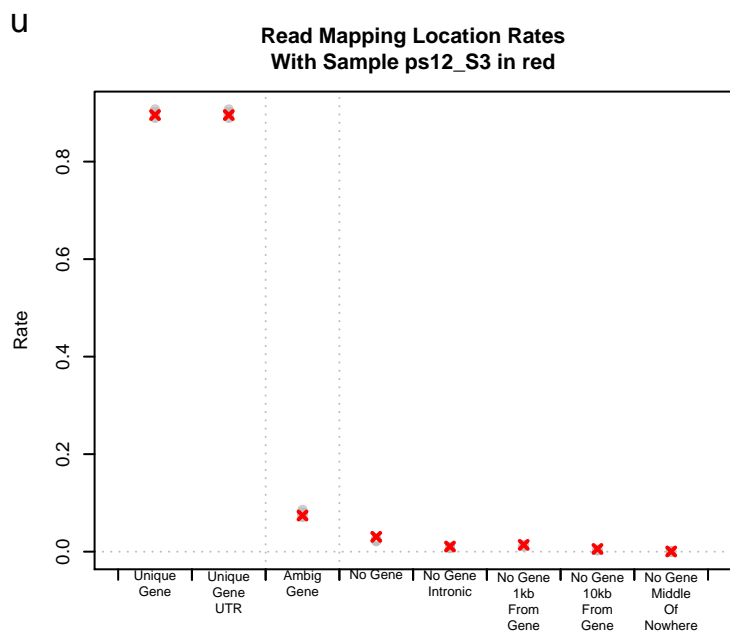 u
Read Mapping Location Rates
With Sample ps12_S3 in red
Rate
0.8
0.6
0.4
0.2
0.0
Unique
Gene
Unique
Gene
UTR
Ambig
Gene
No Gene
No Gene
Intronic
No Gene
1kb
From
Gene
No Gene
10kb
From
Gene
No Gene
Middle
Of
Nowhere